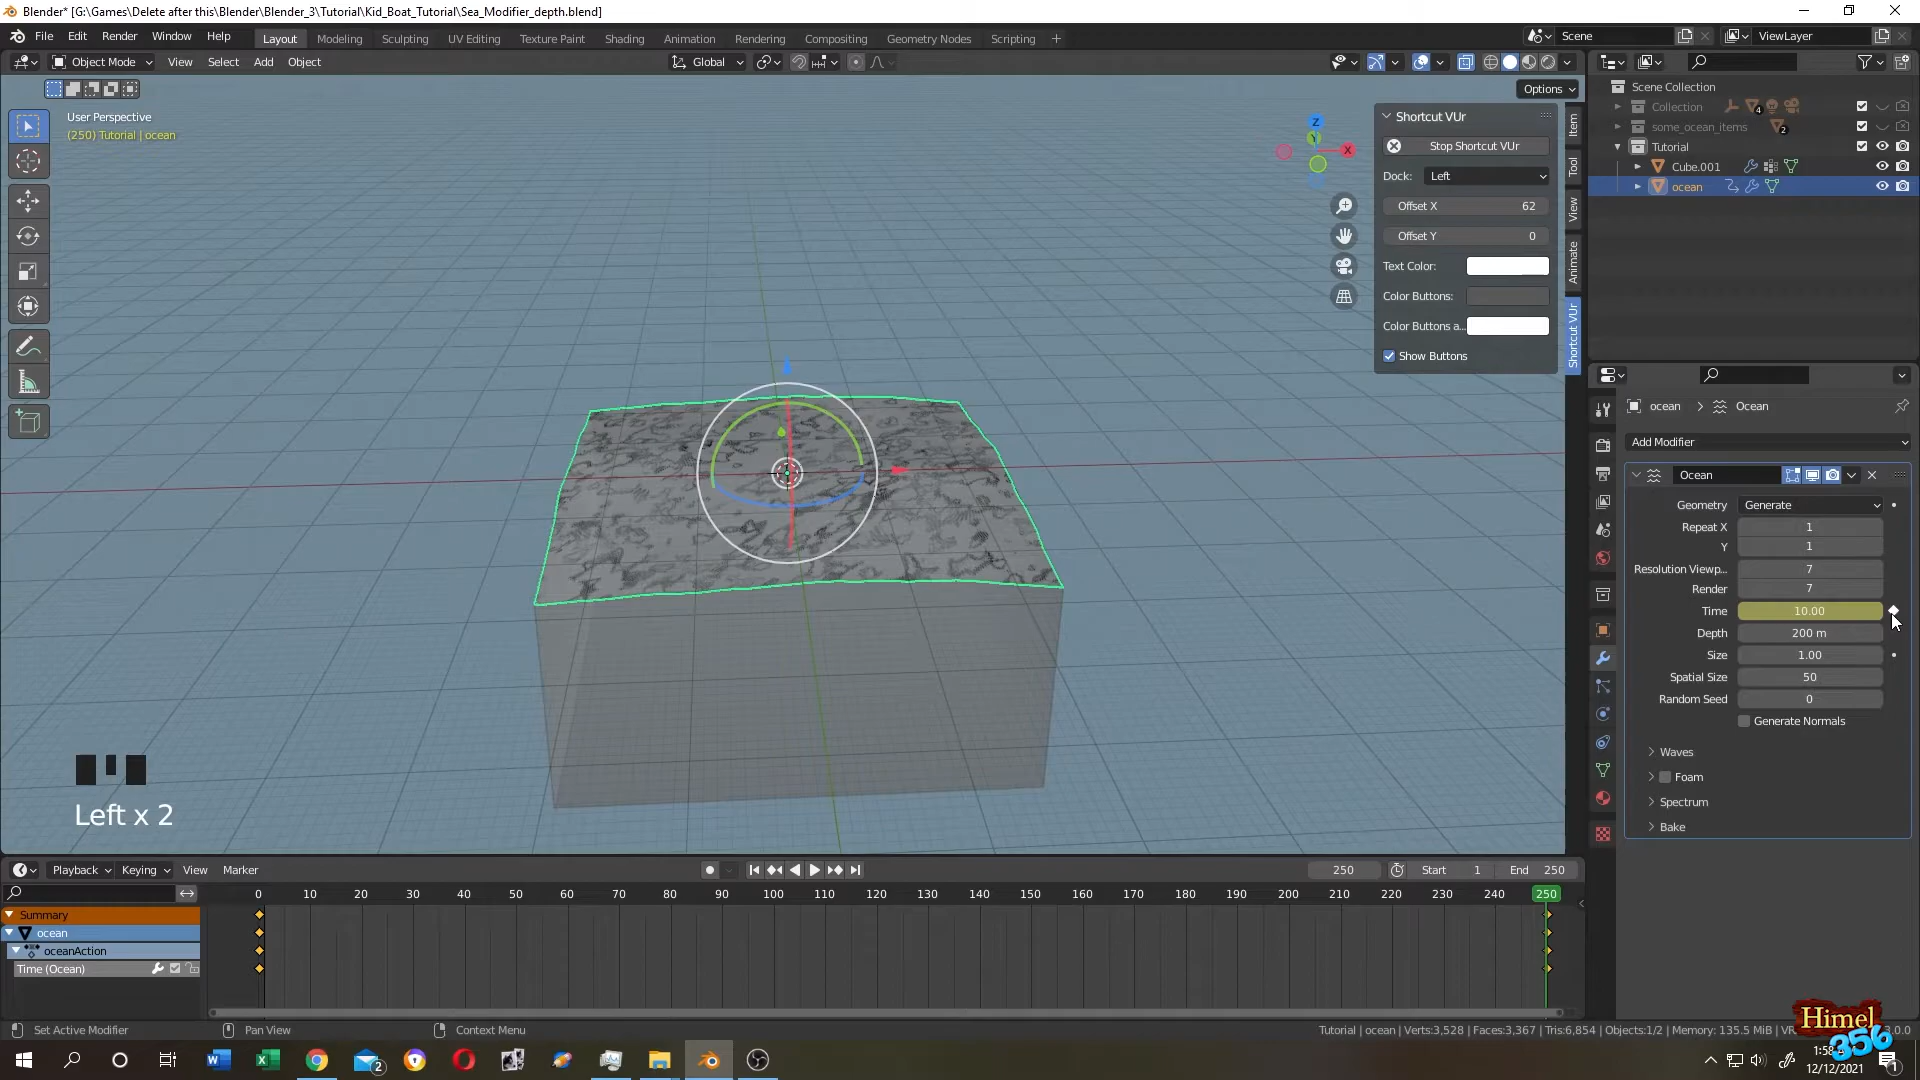 Blender* [G:\Games\Delete after this\Blender\Blender_3\Tutorial\Kid_Boat_Tutorial\Sea_Modifier_depth.blend]
File Edit Render Window Help Layout Modeling Sculpting UV Editing Texture Paint Shading Animation Rendering Compositing Geometry Nodes Scripting + Scene ViewLayer
Object Mode View Select Add Object Global
Options
User Perspective
(250) Tutorial | ocean
Z
Y
X
Shortcut VUr
Stop Shortcut VUr
Dock: Left
Offset X 62
Offset Y 0
Text Color:
Color Buttons:
Color Buttons a...
Show Buttons
Item
Tool
View
Animate
Shortcut VUr
Scene Collection
Collection 4
some_ocean_items 2
Tutorial
Cube.001
ocean
ocean > Ocean
Add Modifier
Ocean
Geometry Generate
Repeat X 1
Y 1
Resolution Viewp... 7
Render 7
Time 10.00
Depth 200 m
Size 1.00
Spatial Size 50
Random Seed 0
Generate Normals
Waves
Foam
Spectrum
Bake
Left x 2
Playback Keying View Marker 250 Start 1 End 250
0 10 20 30 40 50 60 70 80 90 100 110 120 130 140 150 160 170 180 190 200 210 220 230 240 250
Summary
ocean
oceanAction
Time (Ocean)
Set Active Modifier Pan View Context Menu Tutorial | ocean | Verts:3,528 | Faces:3,367 | Tris:6,854 | Objects:1/2 | Memory: 135.5 MiB | VR
Himel
356
2
1:58
12/12/2021
1